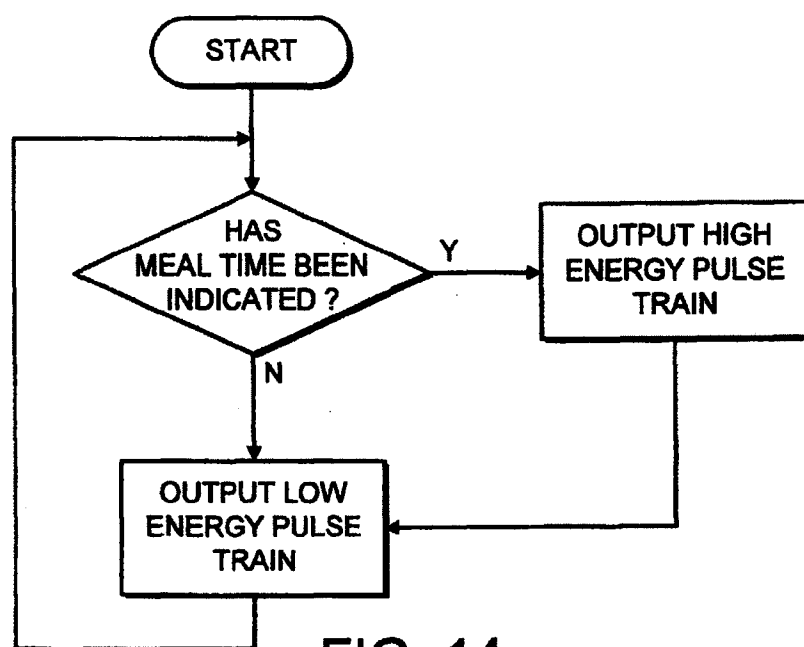 START
HAS
MEAL TIME BEEN
INDICATED ?
Y
OUTPUT HIGH
ENERGY PULSE
TRAIN
N
OUTPUT LOW
ENERGY PULSE
TRAIN